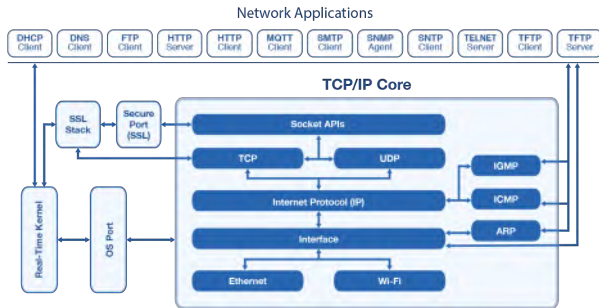 Network Applications
DHCP Client
DNS Client
FTP Client
HTTP Server
HTTP Client
MQTT Client
SMTP Client
SNMP Agent
SNTP Client
TELNET Server
TFTP Client
TFTP Server
TCP/IP Core
SSL
Stack
Secure
Port
(SSL)
Socket APIs
TCP
UDP
IGMP
Internet Protocol (IP)
ICMP
Real-Time Kernel
OS Port
Interface
ARP
Ethernet
Wi-Fi